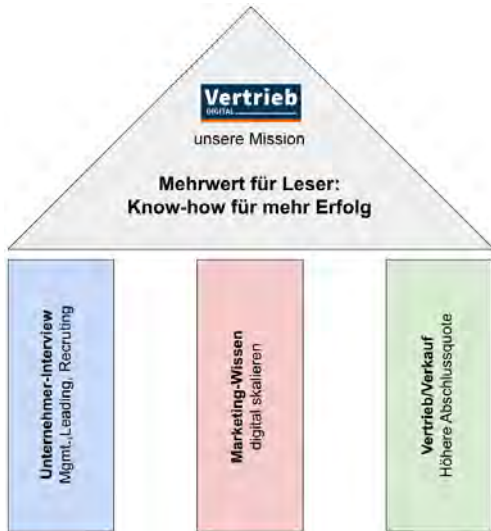 Vertrieb
DIGITAL
unsere Mission
Mehrwert für Leser:
Know-how für mehr Erfolg
Unternehmer-Interview
Mgmt.,Leading, Recruting
Marketing-Wissen
digital skalieren
Vertrieb/Verkauf
Höhere Abschlussquote